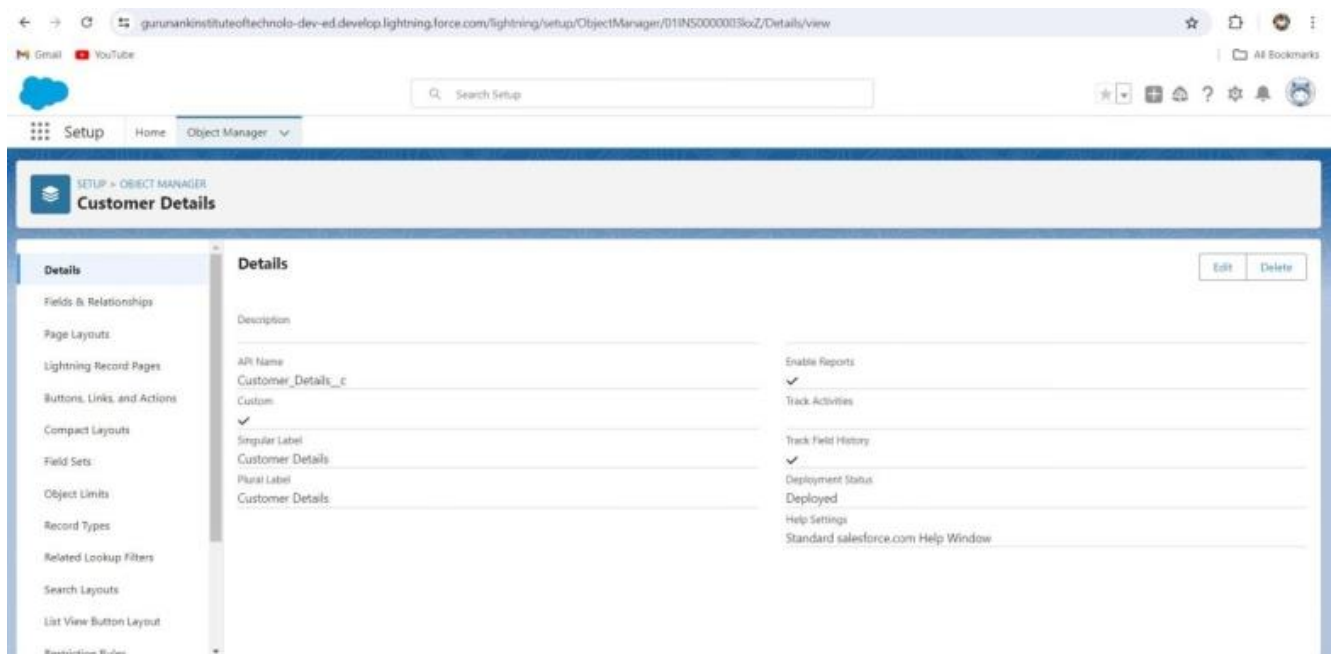 gurunankinstituteoftechnolo-dev-ed.develop.lightning.force.com/lightning/setup/ObjectManager/01INS0000003loZ/Details/view
Gmail YouTube All Bookmarks
Search Setup
Setup Home Object Manager
SETUP > OBJECT MANAGER
Customer Details
Details
Fields & Relationships
Page Layouts
Lightning Record Pages
Buttons, Links, and Actions
Compact Layouts
Field Sets
Object Limits
Record Types
Related Lookup Filters
Search Layouts
List View Button Layout
Restriction Rules
Details
Edit Delete
Description
API Name
Customer_Details__c
Custom
Singular Label
Customer Details
Plural Label
Customer Details
Enable Reports
Track Activities
Track Field History
Deployment Status
Deployed
Help Settings
Standard salesforce.com Help Window